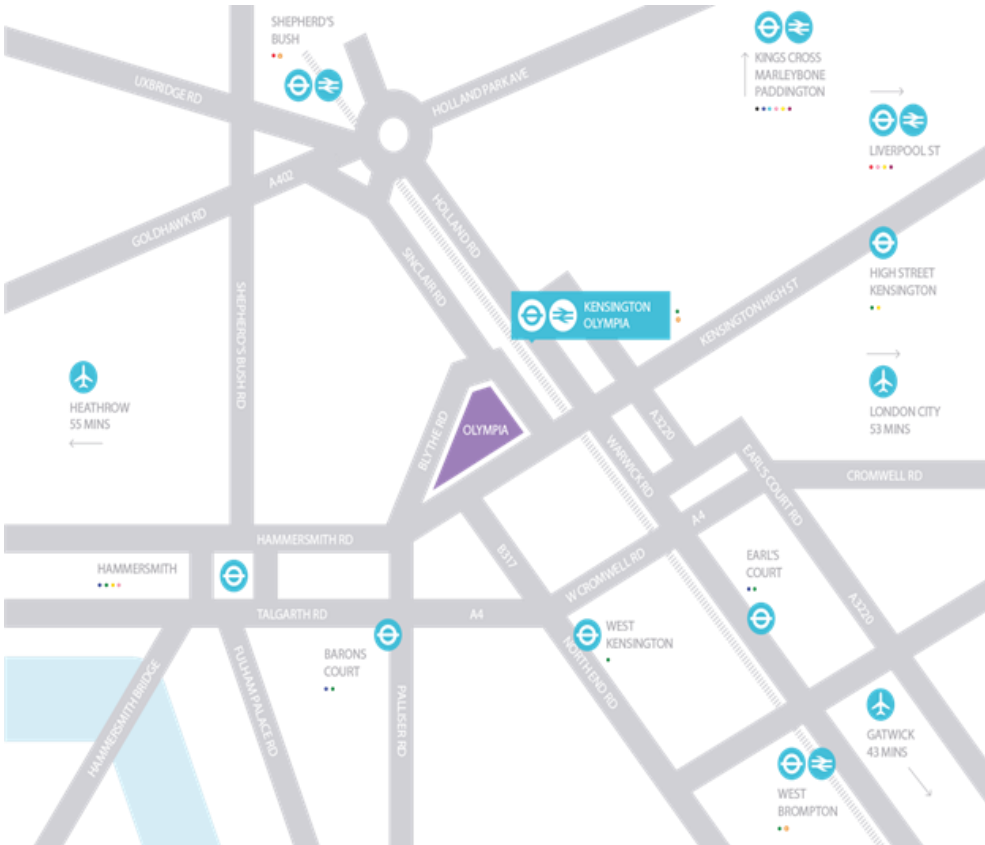 SHEPHERD'S
BUSH
UXBRIDGE RD
HOLLAND PARK AVE
KINGS CROSS
MARLEYBONE
PADDINGTON
LIVERPOOL ST
A402
GOLDHAWK RD
HOLLAND RD
SINCLAIR RD
HIGH STREET
KENSINGTON
SHEPHERD'S BUSH RD
KENSINGTON
OLYMPIA
KENSINGTON HIGH ST
HEATHROW
55 MINS
LONDON CITY
53 MINS
BLYTHE RD
OLYMPIA
A3220
WARWICK RD
EARL'S COURT RD
CROMWELL RD
A4
HAMMERSMITH RD
B317
HAMMERSMITH
W CROMWELL RD
EARL'S
COURT
A3220
TALGARTH RD
A4
WEST
KENSINGTON
BARONS
COURT
NORTH END RD
HAMMERSMITH BRIDGE
FULHAM PALACE RD
PALLISER RD
GATWICK
43 MINS
WEST
BROMPTON